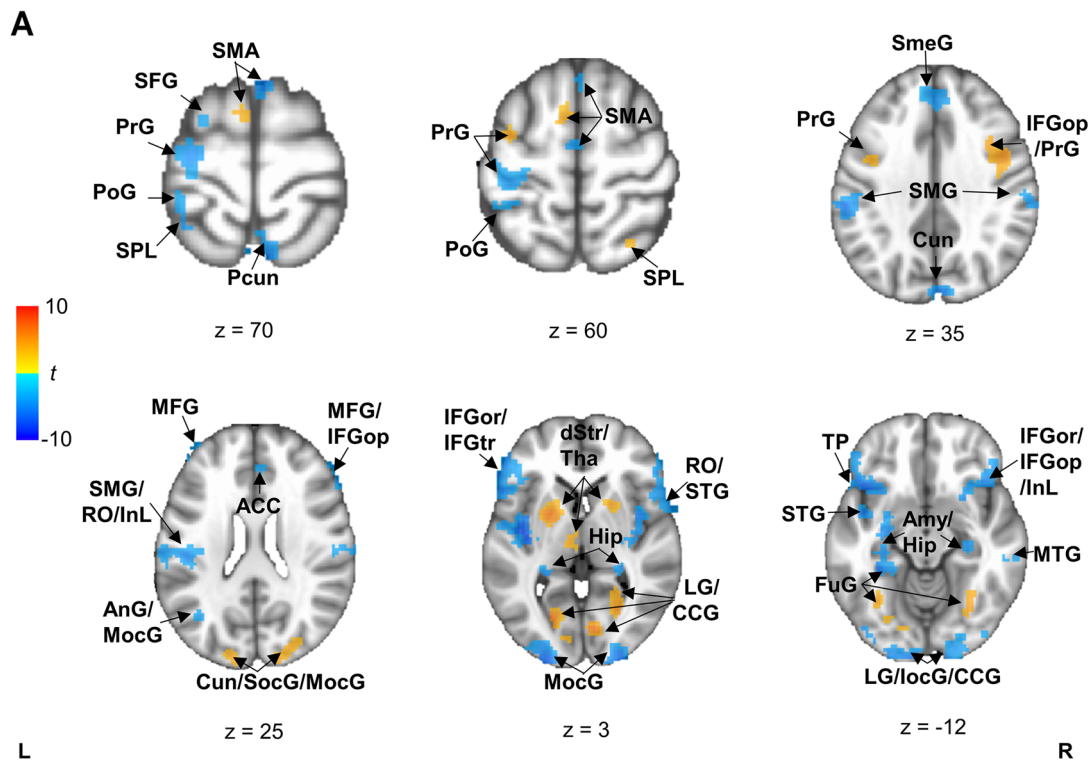 A
SMA
SFG
PrG
PoG
SPL
Pcun
z = 70
SMA
PrG
PoG
SPL
z = 60
SmeG
PrG
IFGop
/PrG
SMG
Cun
z = 35
10
t
-10
MFG
MFG/
IFGop
SMG/
RO/InL
ACC
AnG/
MocG
Cun/SocG/MocG
z = 25
IFGor/
IFGtr
dStr/
Tha
RO/
STG
Hip
LG/
CCG
MocG
z = 3
TP
IFGor/
IFGop
/InL
STG
Amy/
Hip
MTG
FuG
LG/IocG/CCG
z = -12
L
R